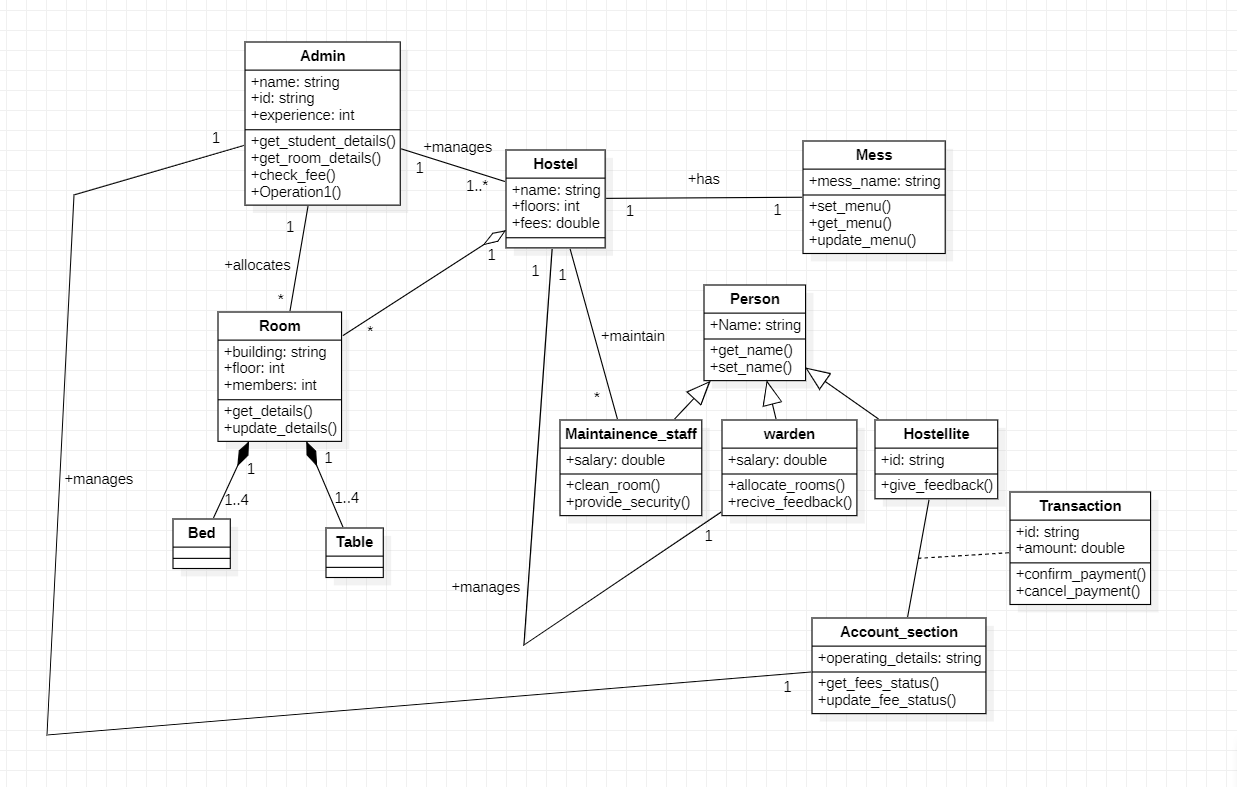 Admin
+name: string
+id: string
+experience: int
+get_student_details()
+get_room_details()
+check_fee()
+Operation1()
1
+manages
1
1..*
Hostel
+name: string
+floors: int
+fees: double
+has
1
1
Mess
+mess_name: string
+set_menu()
+get_menu()
+update_menu()
1
+allocates
*
1
*
1
1
+maintain
*
Room
+building: string
+floor: int
+members: int
+get_details()
+update_details()
Person
+Name: string
+get_name()
+set_name()
Maintainence_staff
+salary: double
+clean_room()
+provide_security()
warden
+salary: double
+allocate_rooms()
+recive_feedback()
Hostellite
+id: string
+give_feedback()
1
1
1..4
1..4
+manages
Bed
Table
1
+manages
Transaction
+id: string
+amount: double
+confirm_payment()
+cancel_payment()
Account_section
+operating_details: string
+get_fees_status()
+update_fee_status()
1